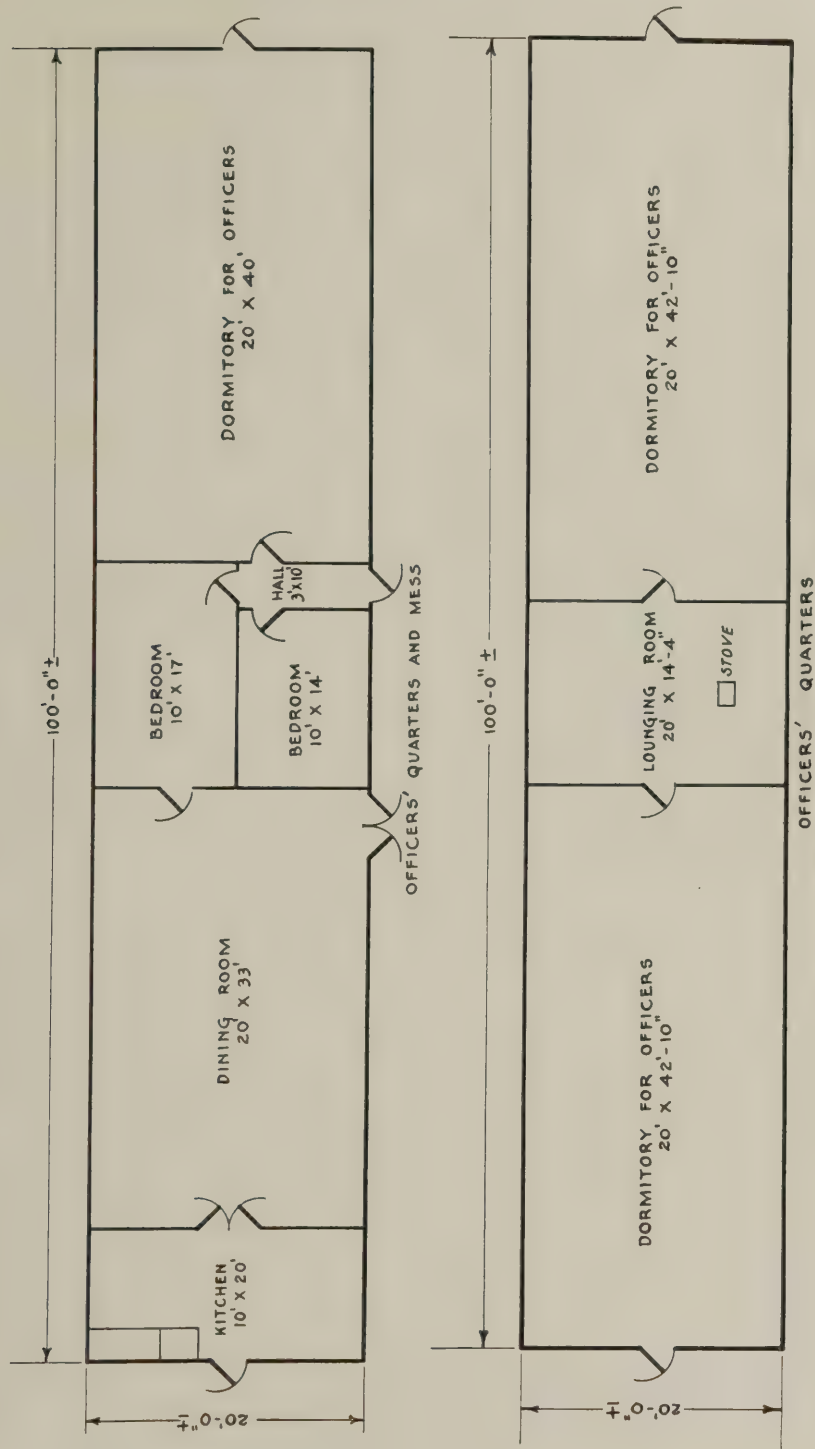 100'-0" ±
20'-0" ±
KITCHEN
10' X 20'
DINING ROOM
20' X 33'
BEDROOM
10' X 17'
BEDROOM
10' X 14'
HALL
3'X10'
DORMITORY FOR OFFICERS
20' X 40'
OFFICERS' QUARTERS AND MESS
100'-0" ±
20'-0" ±
DORMITORY FOR OFFICERS
20' X 42'-10"
LOUNGING ROOM
20' X 14'-4"
STOVE
DORMITORY FOR OFFICERS
20' X 42'-10"
OFFICERS' QUARTERS